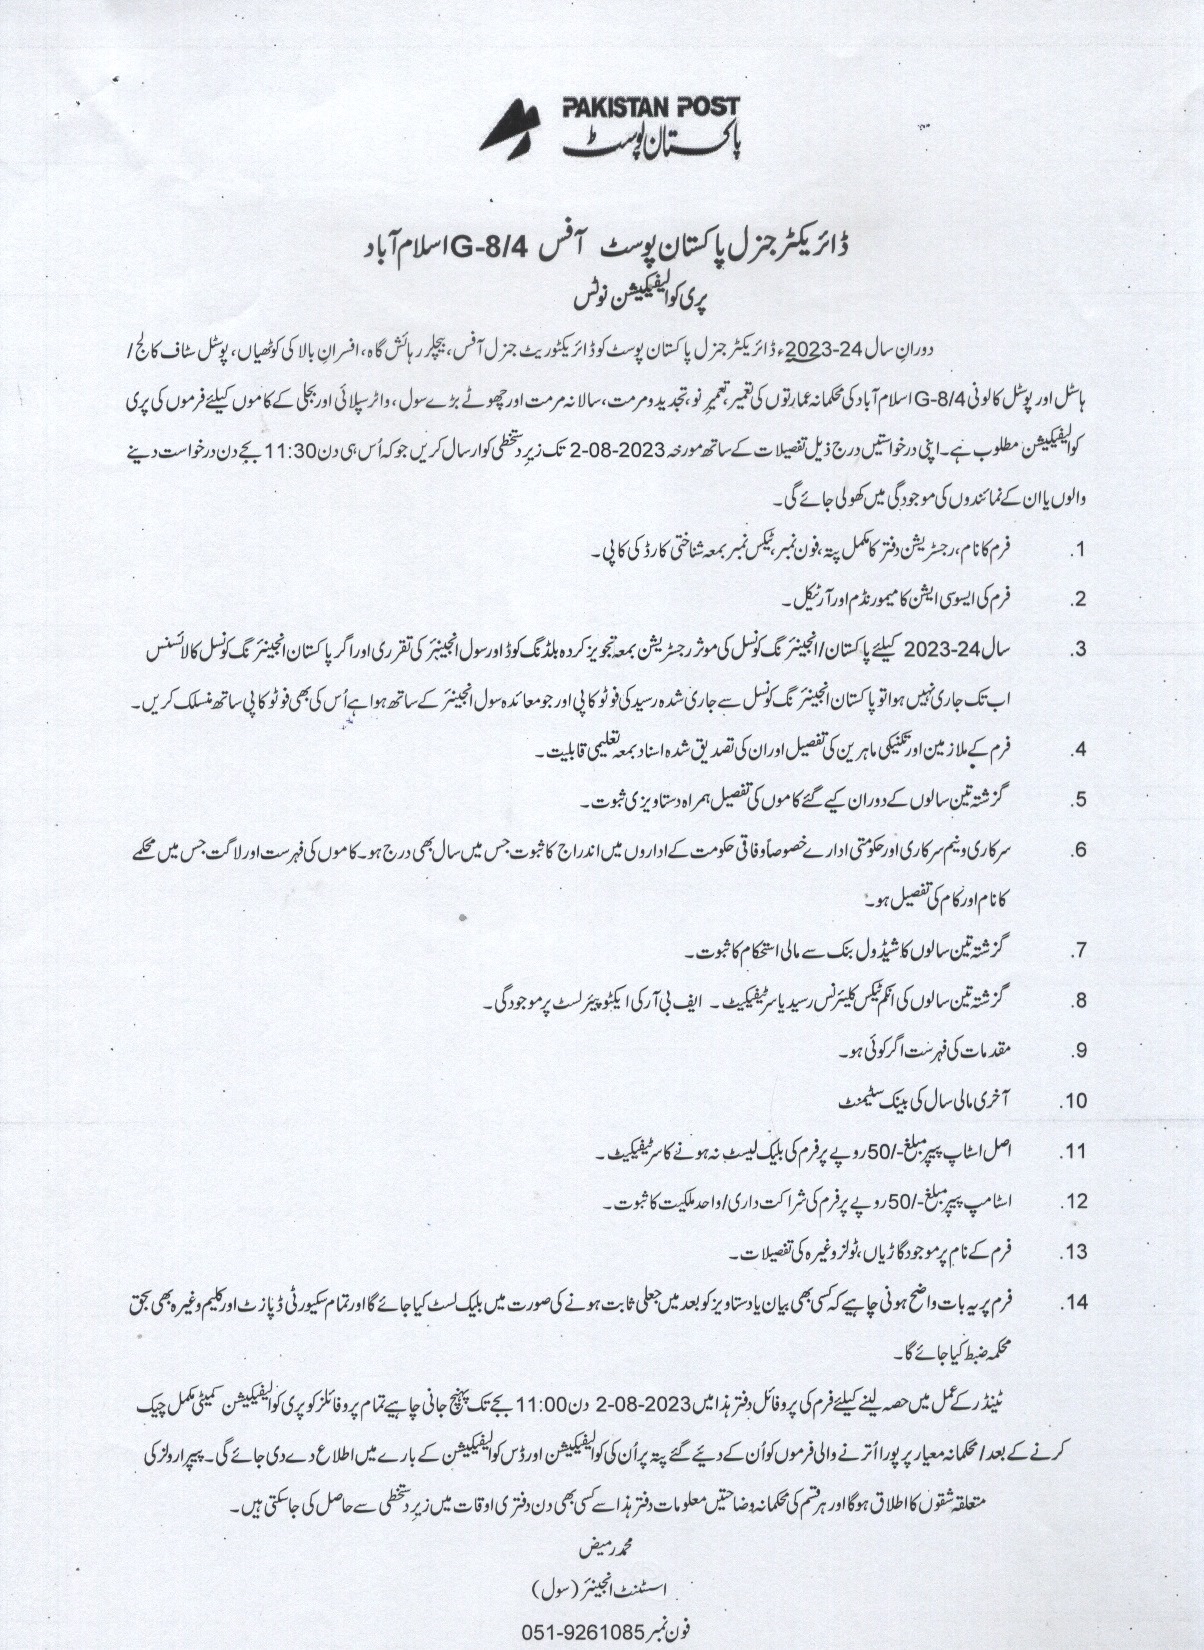 PAKISTAN POST
پاکستان پوسٹ
ڈائریکٹر جنرل پاکستان پوسٹ آفس G-8/4 اسلام آباد
پری کوالیفیکیشن نوٹس
دورانِ سال 24-2023ء ڈائریکٹر جنرل پاکستان پوسٹ کو ڈائریکٹوریٹ جنرل آفس، بیچلر رہائش گاہ، افسرانِ بالا کی کوٹھیاں، پوسٹل سٹاف کالج /
ہاسٹل اور پوسٹل کالونی G-8/4 اسلام آباد کی محکمانہ عمارتوں کی تعمیر، تعمیرِ نو، تجدید و مرمت، سالانہ مرمت اور چھوٹے بڑے سول، واٹر سپلائی اور بجلی کے کاموں کیلئے فرموں کی پری
کوالیفیکیشن مطلوب ہے۔ اپنی درخواستیں درج ذیل تفصیلات کے ساتھ مورخہ 2-08-2023 تک زیرِ دستخطی کو ارسال کریں جو کہ اُس ہی دن 11:30 بجے دن درخواست دینے
والوں یا ان کے نمائندوں کی موجودگی میں کھولی جائے گی۔
1. فرم کا نام، رجسٹریشن دفتر کا مکمل پتہ، فون نمبر، ٹیکس نمبر بمعہ شناختی کارڈ کی کاپی۔
2. فرم کی ایسوسی ایشن کا میمورنڈم اور آرٹیکل۔
3. سال 24-2023 کیلئے پاکستان/انجینئرنگ کونسل کی موثر رجسٹریشن بمعہ تجویز کردہ بلڈنگ کوڈ اور سول انجینئر کی تقرری اور اگر پاکستان انجینئرنگ کونسل کا لائسنس
اب تک جاری نہیں ہوا تو پاکستان انجینئرنگ کونسل سے جاری شدہ رسید کی فوٹو کاپی اور جو معائدہ سول انجینئر کے ساتھ ہوا ہے اُس کی بھی فوٹو کاپی ساتھ منسلک کریں۔
4. فرم کے ملازمین اور تکنیکی ماہرین کی تفصیل اور ان کی تصدیق شدہ اسناد بمعہ تعلیمی قابلیت۔
5. گزشتہ تین سالوں کے دوران کیے گئے کاموں کی تفصیل ہمراہ دستاویزی ثبوت۔
6. سرکاری و نیم سرکاری اور حکومتی ادارے خصوصاً وفاقی حکومت کے اداروں میں اندراج کا ثبوت جس میں سال بھی درج ہو۔ کاموں کی فہرست اور لاگت جس میں محکمے
کا نام اور کام کی تفصیل ہو۔
7. گزشتہ تین سالوں کا شیڈول بنک سے مالی استحکام کا ثبوت۔
8. گزشتہ تین سالوں کی انکم ٹیکس کلیئرنس رسید یا سرٹیفیکیٹ۔ ایف بی آر کی ایکٹو پیئر لسٹ پر موجودگی۔
9. مقدمات کی فہرست اگر کوئی ہو۔
10. آخری مالی سال کی بینک سٹیمنٹ
11. اصل اسٹاپ پیپر مبلغ -/50 روپے پر فرم کی بلیک لیسٹ نہ ہونے کا سرٹیفیکیٹ۔
12. اسٹامپ پیپر مبلغ -/50 روپے پر فرم کی شراکت داری/واحد ملکیت کا ثبوت۔
13. فرم کے نام پر موجود گاڑیاں، ٹولز وغیرہ کی تفصیلات۔
14. فرم پر یہ بات واضح ہونی چاہیے کہ کسی بھی بیان یا دستاویز کو بعد میں جعلی ثابت ہونے کی صورت میں بلیک لسٹ کیا جائے گا اور تمام سکیورٹی ڈپازٹ اور کلیم وغیرہ بھی بحق
محکمہ ضبط کیا جائے گا۔
ٹینڈر کے عمل میں حصہ لینے کیلئے فرم کی پروفائل دفتر ہذا میں 2-08-2023 دن 11:00 بجے تک پہنچ جانی چاہیے تمام پروفائلز کو پری کوالیفیکیشن کمیٹی مکمل چیک
کرنے کے بعد / محکمانہ معیار پر پورا اُترنے والی فرموں کو اُن کے دیئے گئے پتہ پر اُن کی کوالیفیکیشن اور ڈس کوالیفیکیشن کے بارے میں اطلاع دے دی جائے گی۔ پیپرا رولز کی
متعلقہ شقوں کا اطلاق ہوگا اور ہر قسم کی محکمانہ وضاحتیں معلومات دفتر ہذا سے کسی بھی دن دفتری اوقات میں زیرِ دستخطی سے حاصل کی جاسکتی ہیں۔
محمد رمیض
اسسٹنٹ انجینئر (سول)
فون نمبر 051-9261085